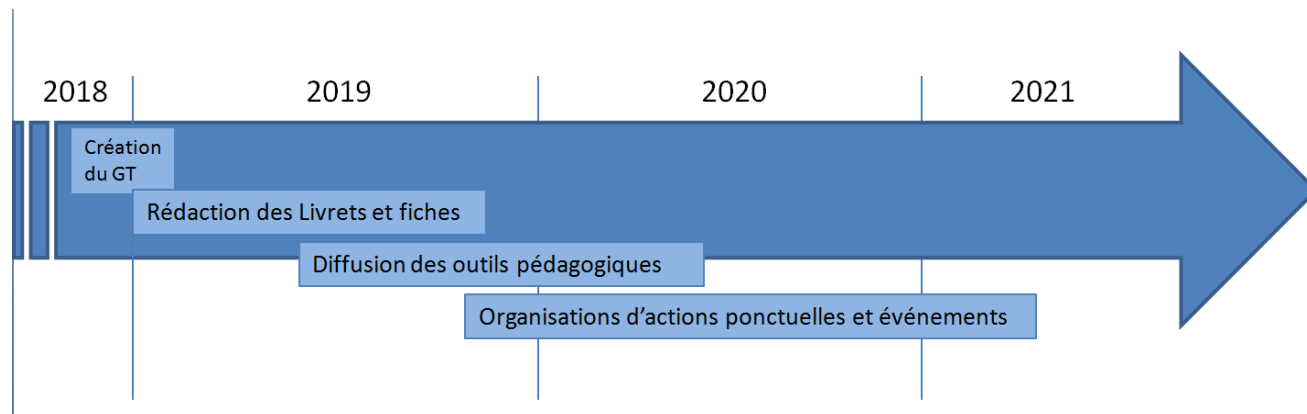 2018
2019
2020
2021
Création
du GT
Rédaction des Livrets et fiches
Diffusion des outils pédagogiques
Organisations d’actions ponctuelles et événements